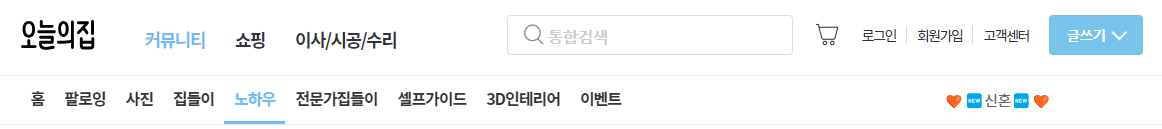 오늘의집 커뮤니티 쇼핑 이사/시공/수리 통합검색 로그인 회원가입 고객센터 글쓰기
홈 팔로잉 사진 집들이 노하우 전문가집들이 셀프가이드 3D인테리어 이벤트 🧡 NEW 신혼 NEW 🧡